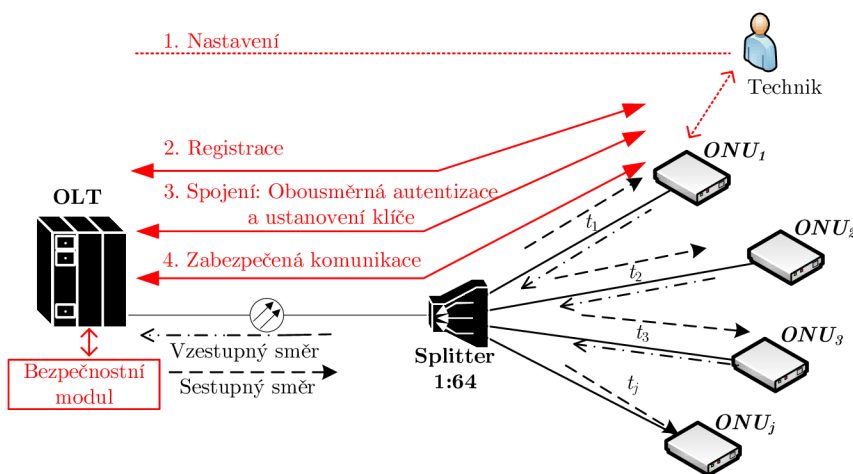 1. Nastavení
Technik
2. Registrace
ONU1
OLT
3. Spojení: Obousměrná autentizace
a ustanovení klíče
t1
ONU2
4. Zabezpečená komunikace
t2
t3
ONU3
Vzestupný směr
Splitter
1:64
Bezpečnostní
modul
Sestupný směr
tj
ONUj